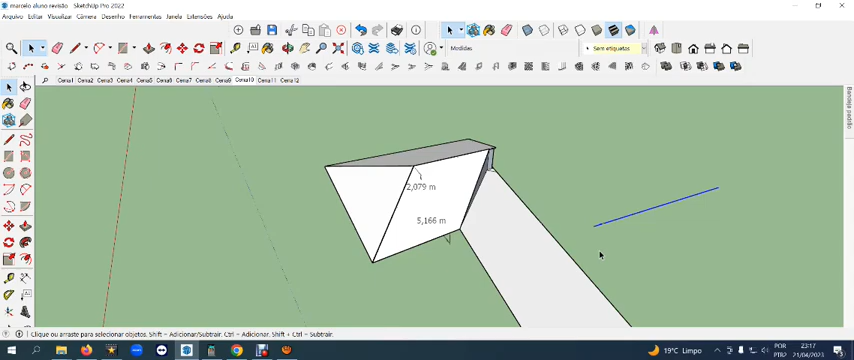 marcelo aluno revisão - SketchUp Pro 2022
Arquivo Editar Visualizar Câmera Desenho Ferramentas Janela Extensões Ajuda
Medidas
Sem etiquetas
Cena1 Cena2 Cena3 Cena4 Cena5 Cena6 Cena7 Cena8 Cena9 Cena10 Cena11 Cena12
Bandeja padrão
2,079 m
5,166 m
Clique ou arraste para selecionar objetos. Shift = Adicionar/Subtrair. Ctrl = Adicionar. Shift + Ctrl = Subtrair.
19°C Limpo
POR
PTB2
23:17
21/04/2023